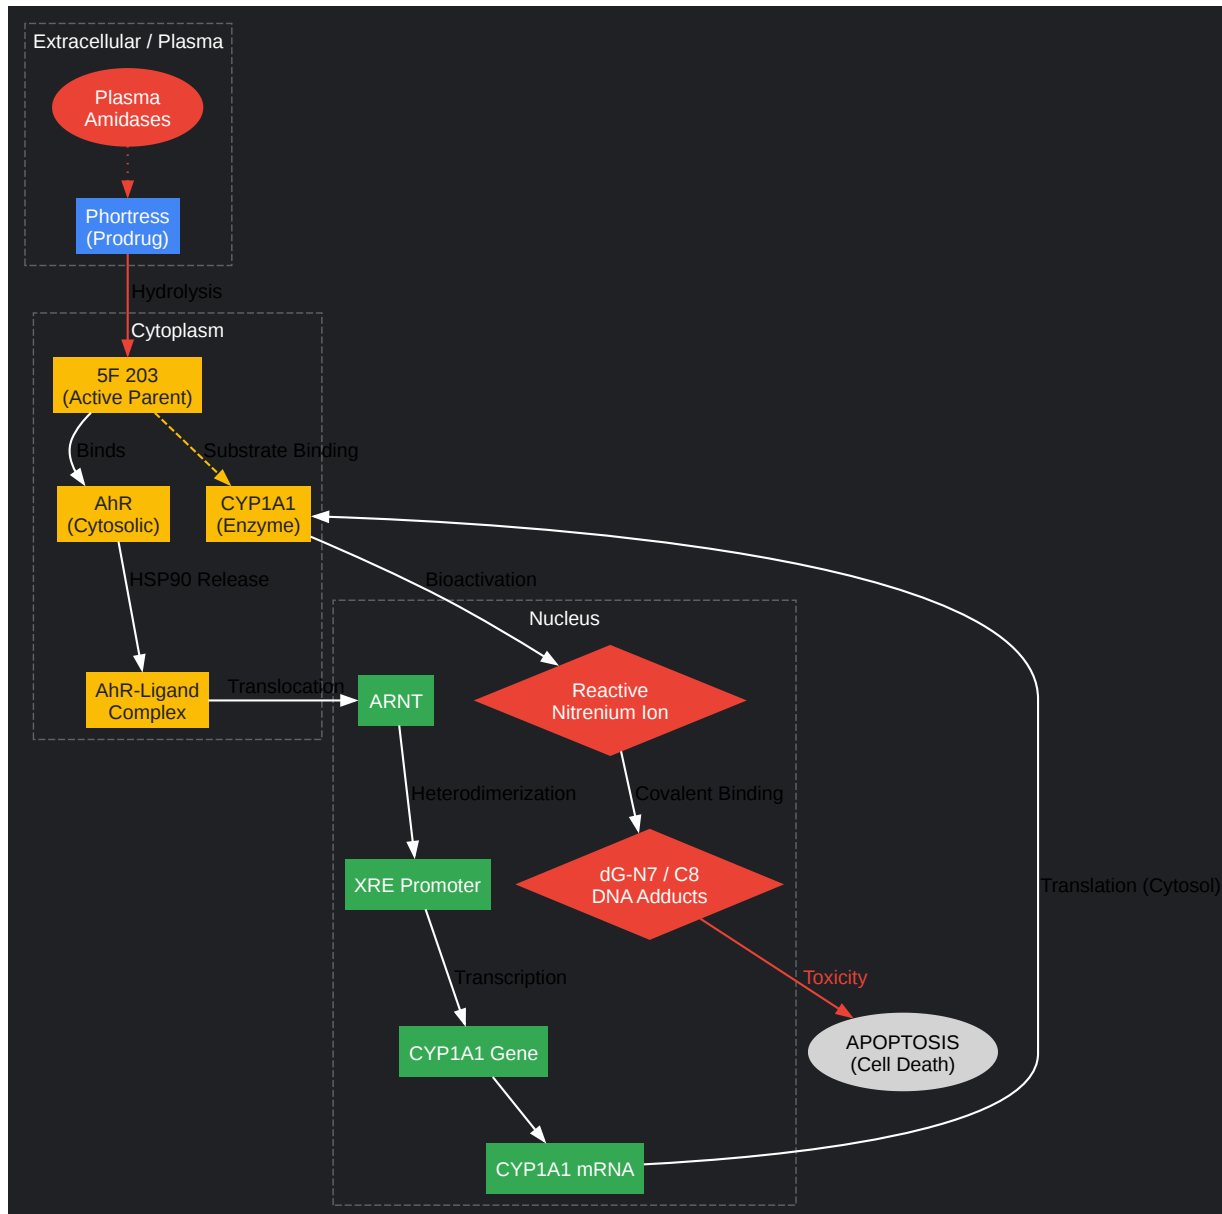 Extracellular / Plasma
Plasma
Amidases
Phortress
(Prodrug)
Hydrolysis
Cytoplasm
5F 203
(Active Parent)
Binds
Substrate Binding
AhR
(Cytosolic)
CYP1A1
(Enzyme)
HSP90 Release
Bioactivation
Nucleus
AhR-Ligand
Complex
Translocation
ARNT
Reactive
Nitrenium Ion
Heterodimerization
Covalent Binding
XRE Promoter
dG-N7 / C8
DNA Adducts
Translation (Cytosol)
Transcription
Toxicity
CYP1A1 Gene
APOPTOSIS
(Cell Death)
CYP1A1 mRNA